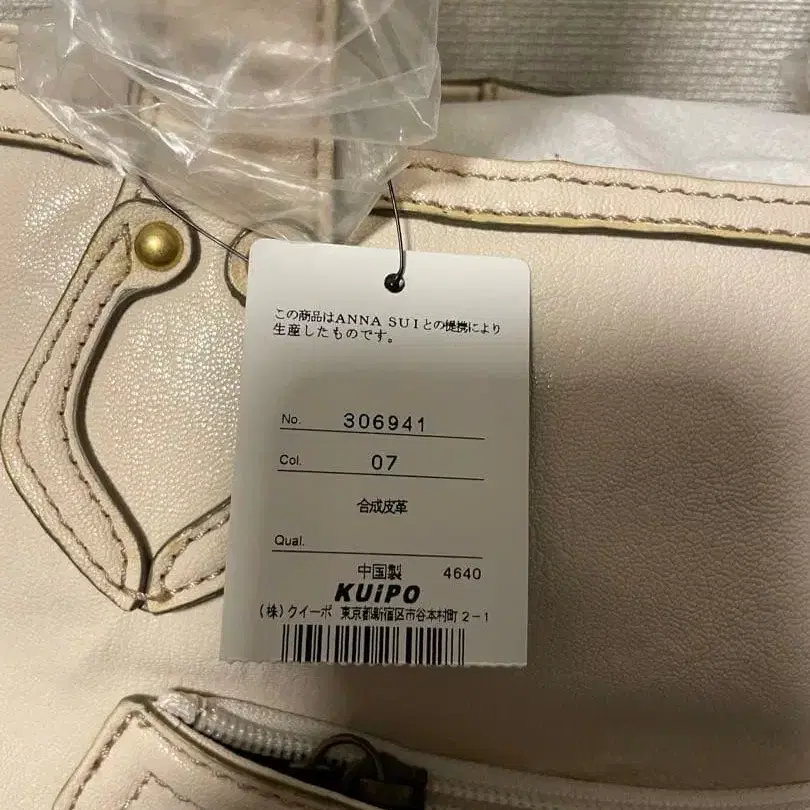 この商品はANNA SUIとの提携により
生産したものです。
No. 306941
Col. 07
合成皮革
Qual.
中国製 4640
KUiPO
(株)クイーポ 東京都新宿区市谷本村町2-1